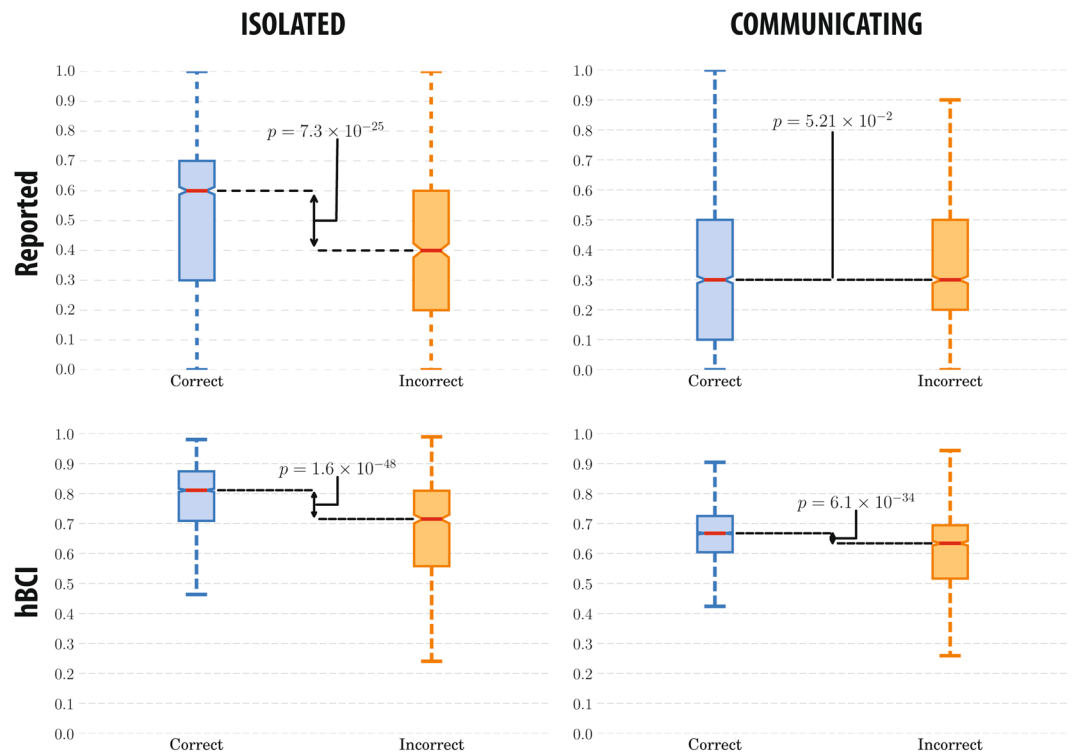 ISOLATED
COMMUNICATING
Reported
1.0
0.9
0.8
0.7
0.6
0.5
0.4
0.3
0.2
0.1
0.0
p = 7.3 × 10⁻²⁵
Correct
Incorrect
1.0
0.9
0.8
0.7
0.6
0.5
0.4
0.3
0.2
0.1
0.0
p = 5.21 × 10⁻²
Correct
Incorrect
hBCI
1.0
0.9
0.8
0.7
0.6
0.5
0.4
0.3
0.2
0.1
0.0
p = 1.6 × 10⁻⁴⁸
Correct
Incorrect
1.0
0.9
0.8
0.7
0.6
0.5
0.4
0.3
0.2
0.1
0.0
p = 6.1 × 10⁻³⁴
Correct
Incorrect